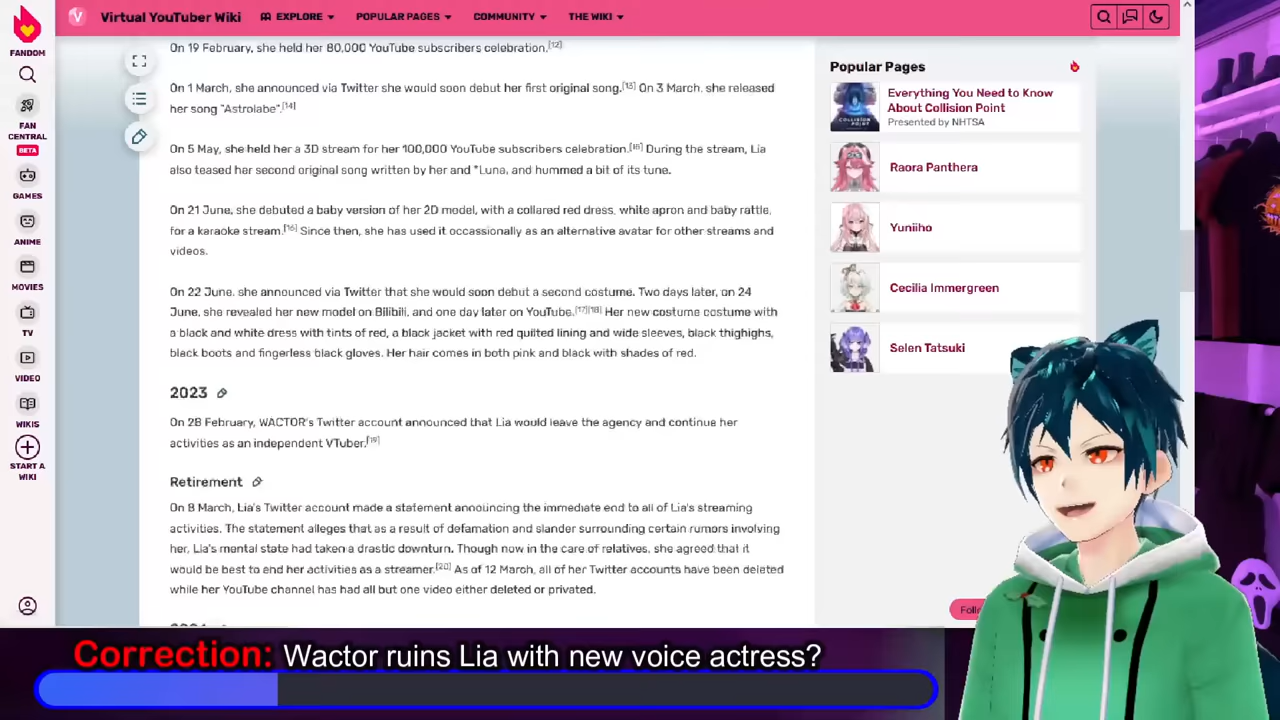 Virtual YouTuber Wiki
EXPLORE
POPULAR PAGES
COMMUNITY
THE WIKI
FANDOM
FAN CENTRAL
BETA
GAMES
ANIME
MOVIES
TV
VIDEO
WIKIS
START A WIKI
On 19 February, she held her 80,000 YouTube subscribers celebration.[12]
On 1 March, she announced via Twitter she would soon debut her first original song.[13] On 3 March, she released
her song "Astrolabe".[14]
On 5 May, she held her a 3D stream for her 100,000 YouTube subscribers celebration.[15] During the stream, Lia
also teased her second original song written by her and *Luna, and hummed a bit of its tune.
On 21 June, she debuted a baby version of her 2D model, with a collared red dress, white apron and baby rattle,
for a karaoke stream.[16] Since then, she has used it occassionally as an alternative avatar for other streams and
videos.
On 22 June, she announced via Twitter that she would soon debut a second costume. Two days later, on 24
June, she revealed her new model on Bilibili, and one day later on YouTube.[17][18] Her new costume costume with
a black and white dress with tints of red, a black jacket with red quilted lining and wide sleeves, black thighighs,
black boots and fingerless black gloves. Her hair comes in both pink and black with shades of red.
2023
On 28 February, WACTOR's Twitter account announced that Lia would leave the agency and continue her
activities as an independent VTuber.[19]
Retirement
On 8 March, Lia's Twitter account made a statement announcing the immediate end to all of Lia's streaming
activities. The statement alleges that as a result of defamation and slander surrounding certain rumors involving
her, Lia's mental state had taken a drastic downturn. Though now in the care of relatives, she agreed that it
would be best to end her activities as a streamer.[20] As of 12 March, all of her Twitter accounts have been deleted
while her YouTube channel has had all but one video either deleted or privated.
Popular Pages
Everything You Need to Know
About Collision Point
Presented by NHTSA
COLLISION
POINT
Raora Panthera
Yuniiho
Cecilia Immergreen
Selen Tatsuki
Follo
Correction: Wactor ruins Lia with new voice actress?